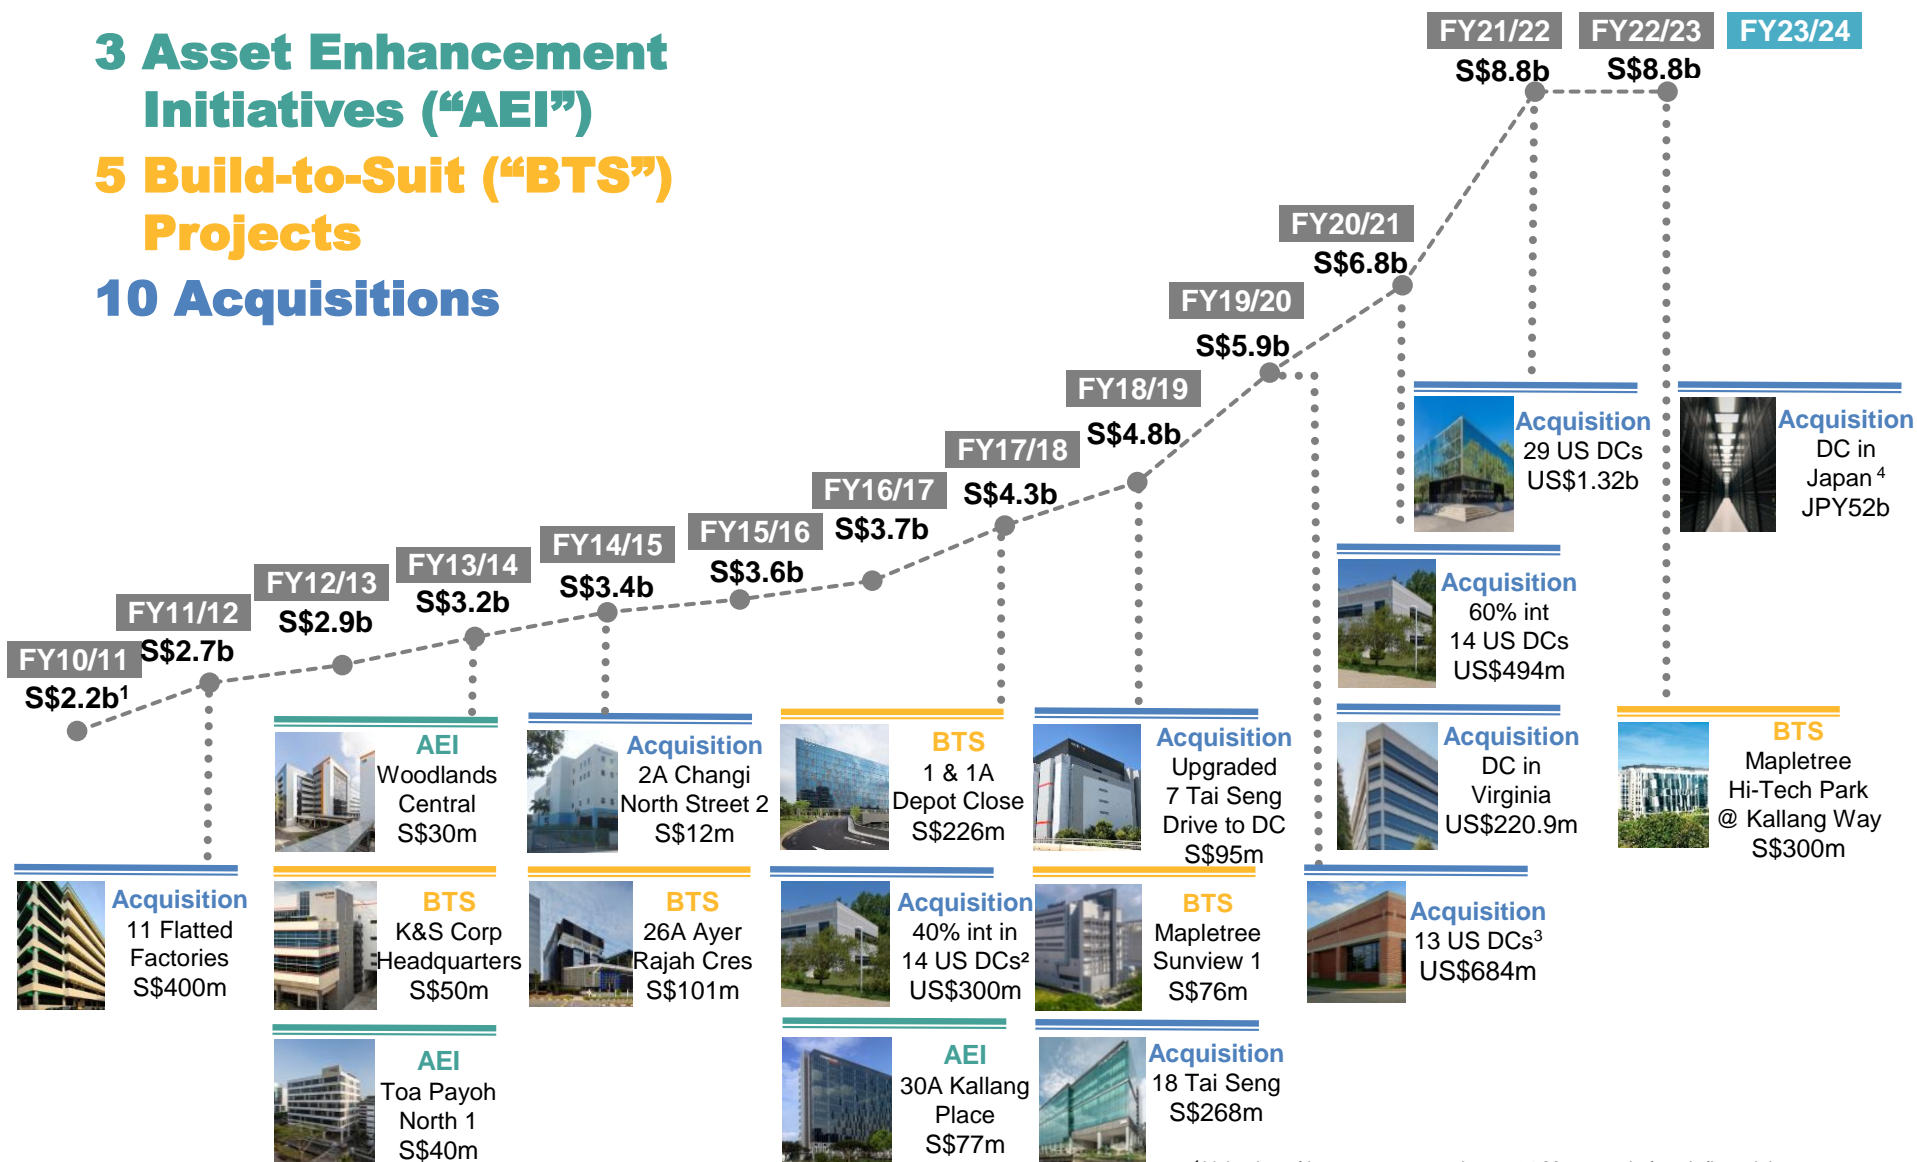 3 Asset Enhancement
Initiatives (“AEI”)
5 Build-to-Suit (“BTS”)
Projects
10 Acquisitions
FY10/11
S$2.2b¹
FY11/12
S$2.7b
FY12/13
S$2.9b
FY13/14
S$3.2b
FY14/15
S$3.4b
FY15/16
S$3.6b
FY16/17
S$3.7b
FY17/18
S$4.3b
FY18/19
S$4.8b
FY19/20
S$5.9b
FY20/21
S$6.8b
FY21/22
S$8.8b
FY22/23
S$8.8b
FY23/24
Acquisition
11 Flatted
Factories
S$400m
AEI
Woodlands
Central
S$30m
BTS
K&S Corp
Headquarters
S$50m
AEI
Toa Payoh
North 1
S$40m
Acquisition
2A Changi
North Street 2
S$12m
BTS
26A Ayer
Rajah Cres
S$101m
BTS
1 & 1A
Depot Close
S$226m
Acquisition
40% int in
14 US DCs²
US$300m
AEI
30A Kallang
Place
S$77m
Acquisition
Upgraded
7 Tai Seng
Drive to DC
S$95m
BTS
Mapletree
Sunview 1
S$76m
Acquisition
18 Tai Seng
S$268m
Acquisition
29 US DCs
US$1.32b
Acquisition
60% int
14 US DCs
US$494m
Acquisition
DC in
Virginia
US$220.9m
Acquisition
13 US DCs³
US$684m
Acquisition
DC in
Japan ⁴
JPY52b
BTS
Mapletree
Hi-Tech Park
@ Kallang Way
S$300m